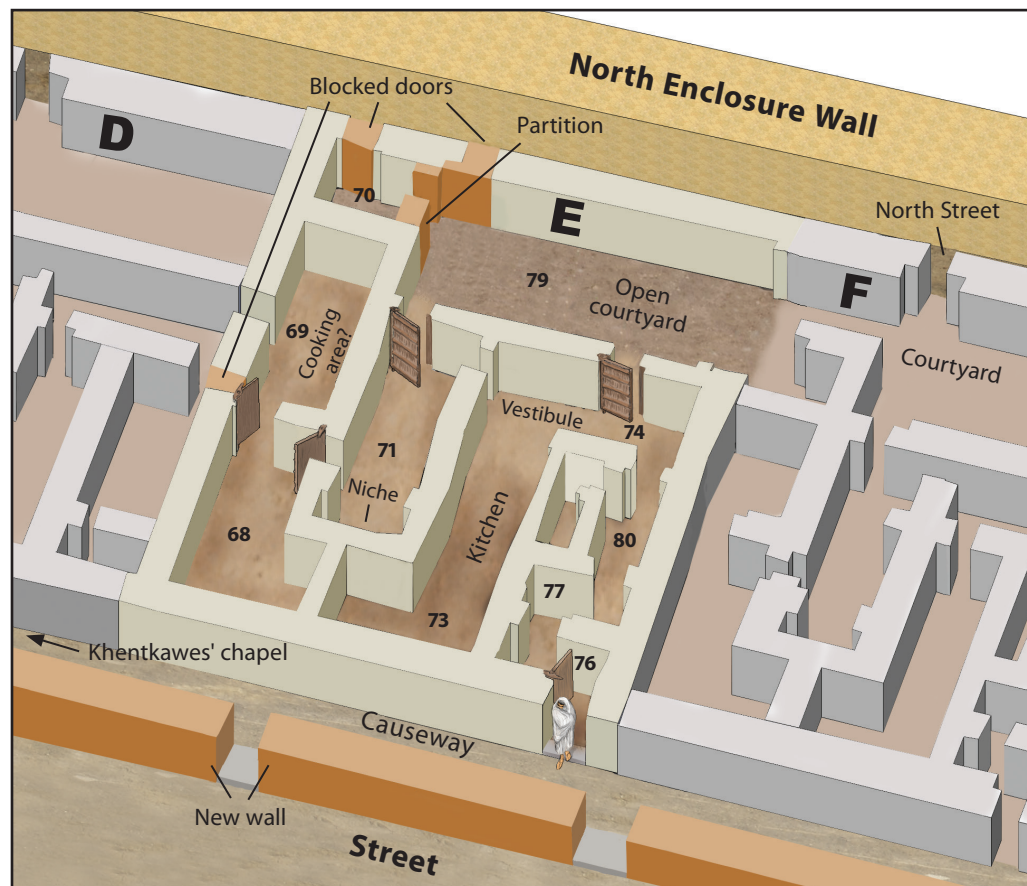 North Enclosure Wall
Blocked doors
Partition
D
70
E
North Street
79
Open
courtyard
F
69
Cooking
area?
Courtyard
Vestibule
74
71
Niche
Kitchen
68
80
77
73
76
Khentkawes' chapel
Causeway
New wall
Street